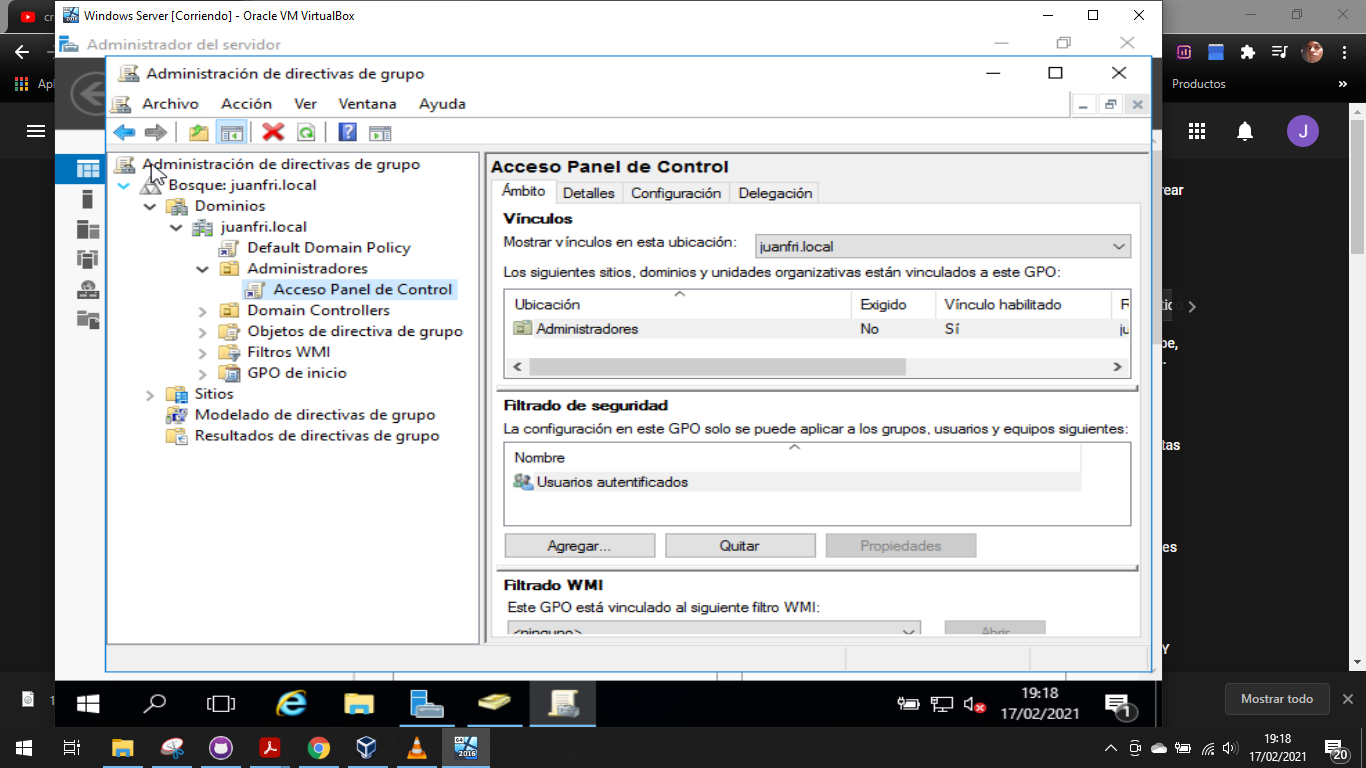 Windows Server [Corriendo] - Oracle VM VirtualBox
Administrador del servidor
Administración de directivas de grupo
Archivo Acción Ver Ventana Ayuda
Productos
Administración de directivas de grupo
Bosque: juanfri.local
Dominios
juanfri.local
Default Domain Policy
Administradores
Acceso Panel de Control
Domain Controllers
Objetos de directiva de grupo
Filtros WMI
GPO de inicio
Sitios
Modelado de directivas de grupo
Resultados de directivas de grupo
Acceso Panel de Control
Ámbito Detalles Configuración Delegación
Vínculos
Mostrar vínculos en esta ubicación: juanfri.local
Los siguientes sitios, dominios y unidades organizativas están vinculados a este GPO:
Ubicación Exigido Vínculo habilitado R
Administradores No Sí ju
Filtrado de seguridad
La configuración en este GPO solo se puede aplicar a los grupos, usuarios y equipos siguientes:
Nombre
Usuarios autentificados
Agregar... Quitar Propiedades
Filtrado WMI
Este GPO está vinculado al siguiente filtro WMI:
<ninguno> Abrir
J
19:18
17/02/2021
1
Mostrar todo
2016
19:18
17/02/2021
20